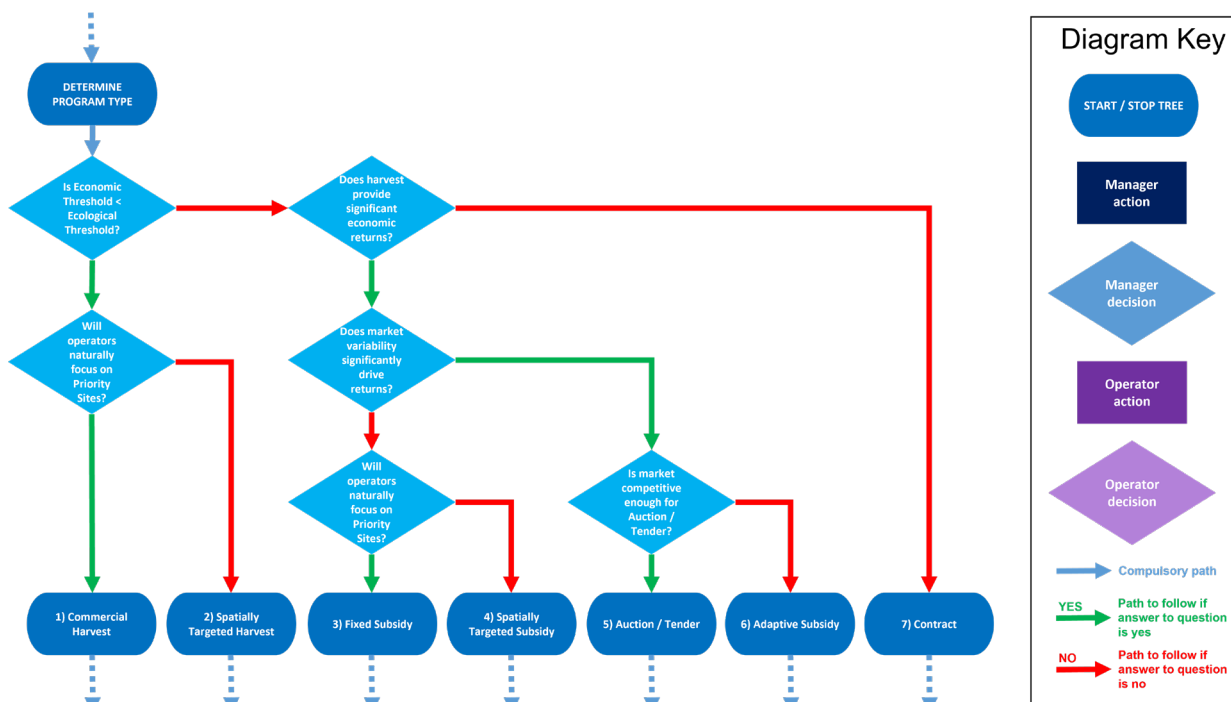 DETERMINE
PROGRAM TYPE
Is Economic
Threshold <
Ecological
Threshold?
Does harvest
provide
significant
economic
returns?
Will
operators
naturally
focus on
Priority
Sites?
Does market
variability
significantly
drive
returns?
Will
operators
naturally
focus on
Priority
Sites?
Is market
competitive
enough for
Auction /
Tender?
1) Commercial
Harvest
2) Spatially
Targeted Harvest
3) Fixed Subsidy
4) Spatially
Targeted Subsidy
5) Auction / Tender
6) Adaptive Subsidy
7) Contract
Diagram Key
START / STOP TREE
Manager
action
Manager
decision
Operator
action
Operator
decision
Compulsory path
YES
Path to follow if
answer to question
is yes
NO
Path to follow if
answer to question
is no